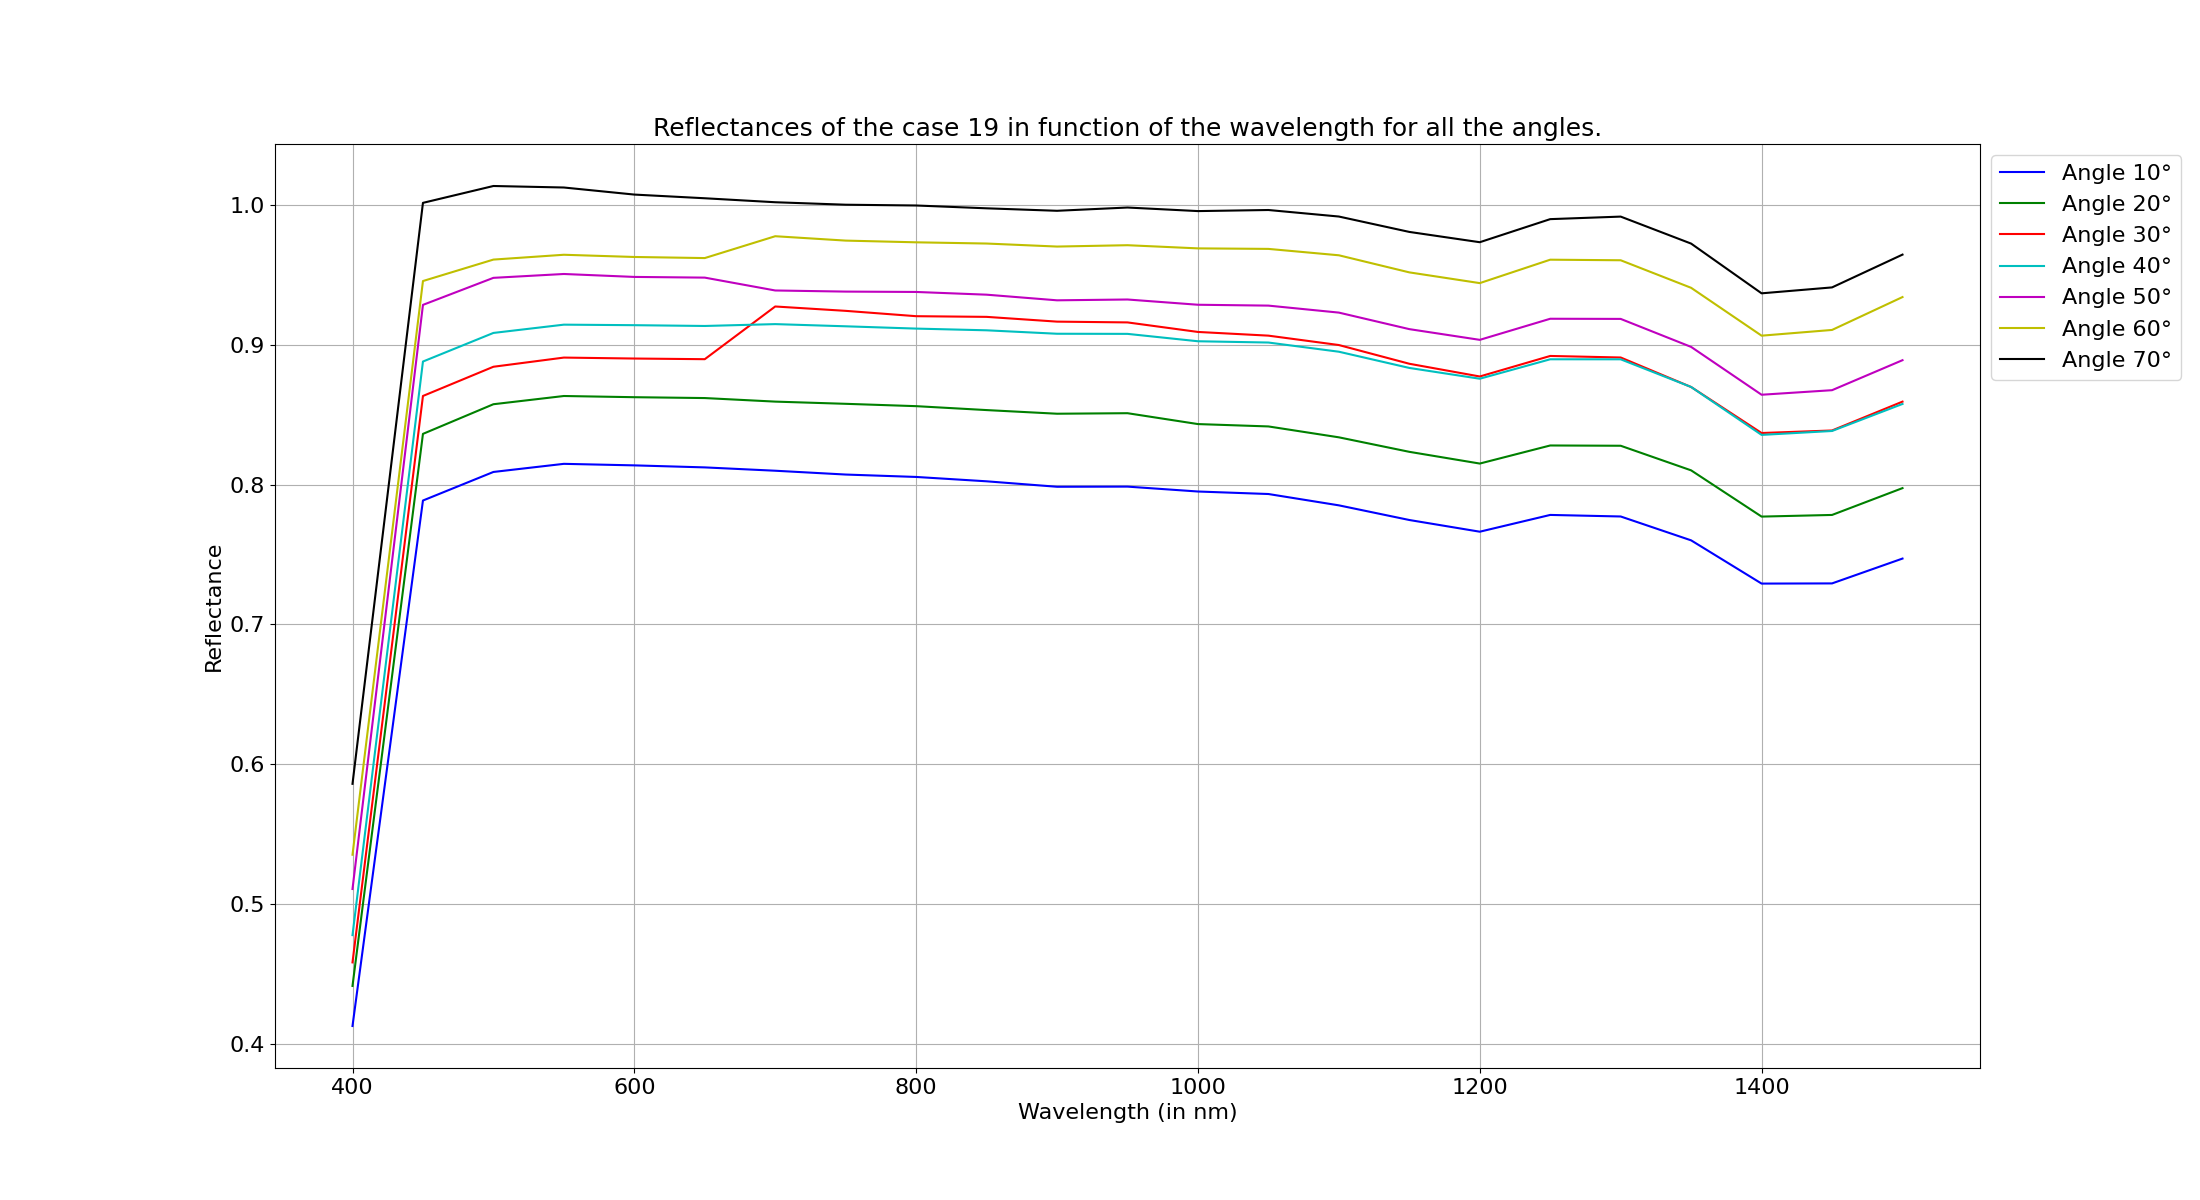 Reflectances of the case 19 in function of the wavelength for all the angles.
Angle 10°
Angle 20°
Angle 30°
Angle 40°
Angle 50°
Angle 60°
Angle 70°
Reflectance
1.0
0.9
0.8
0.7
0.6
0.5
0.4
400 600 800 1000 1200 1400
Wavelength (in nm)